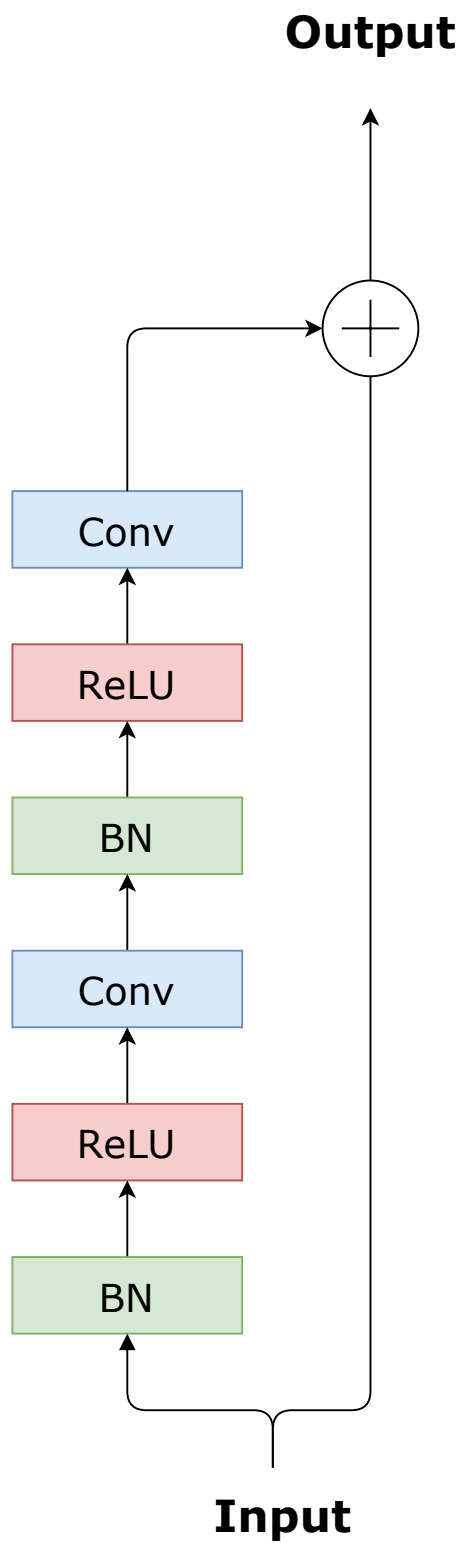 Output
Conv
ReLU
BN
Conv
ReLU
BN
Input